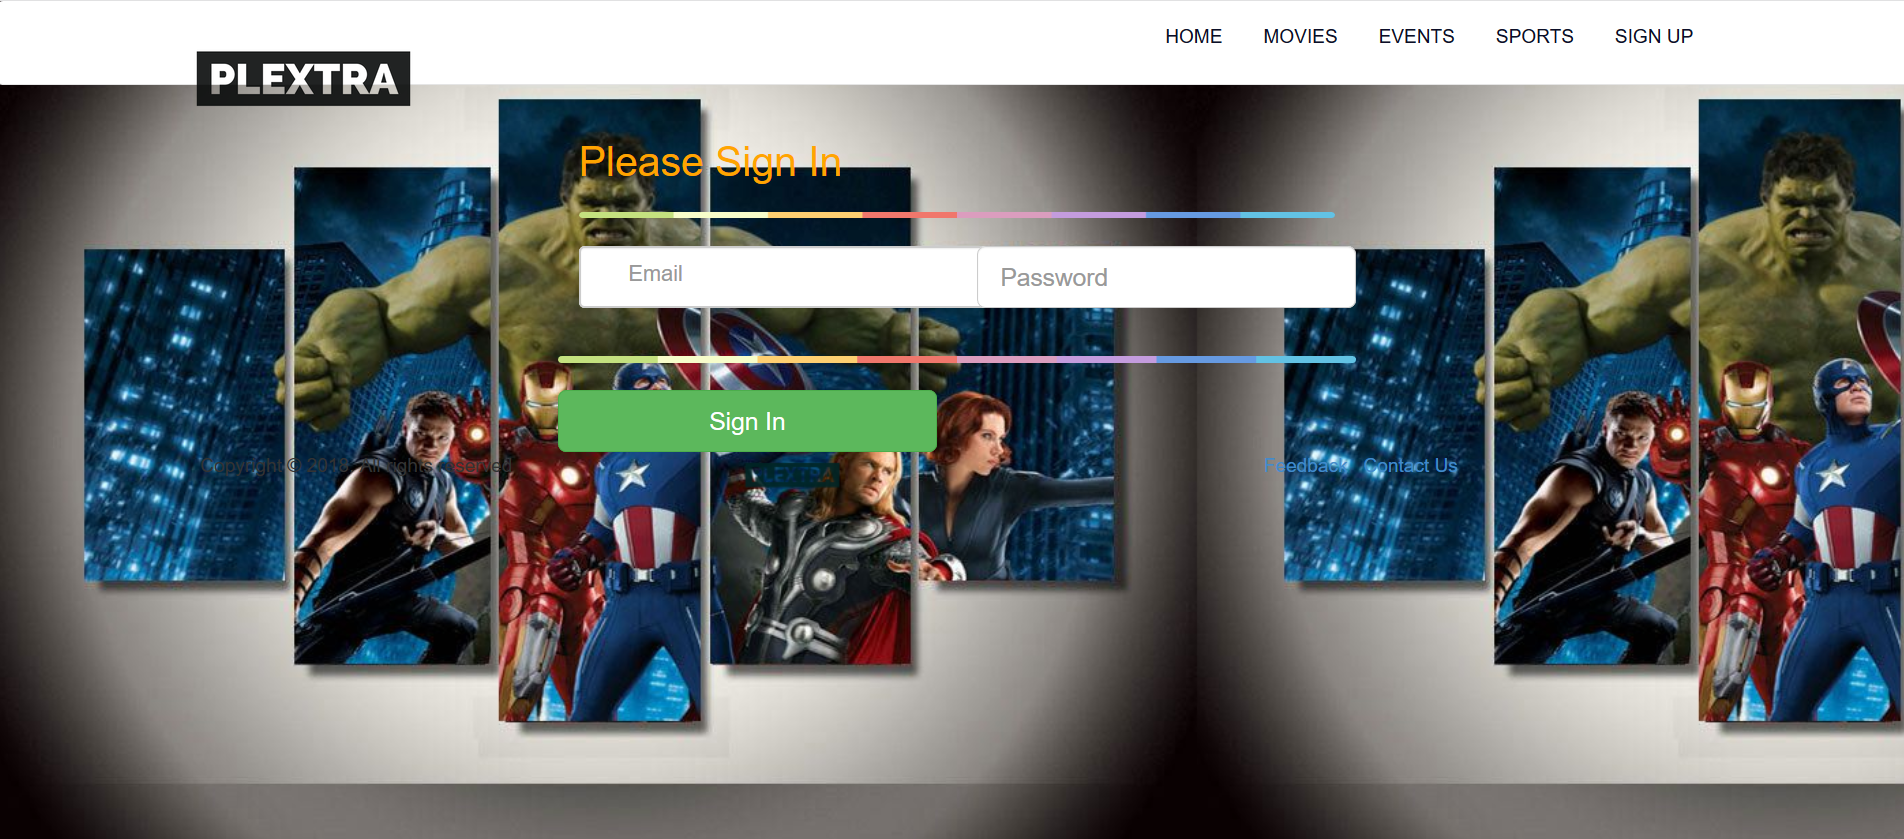 HOME MOVIES EVENTS SPORTS SIGN UP
PLEXTRA
Please Sign In
Email Password
Sign In
Copyright © 2018 All rights reserved
Feedback Contact Us
PLEXTRA